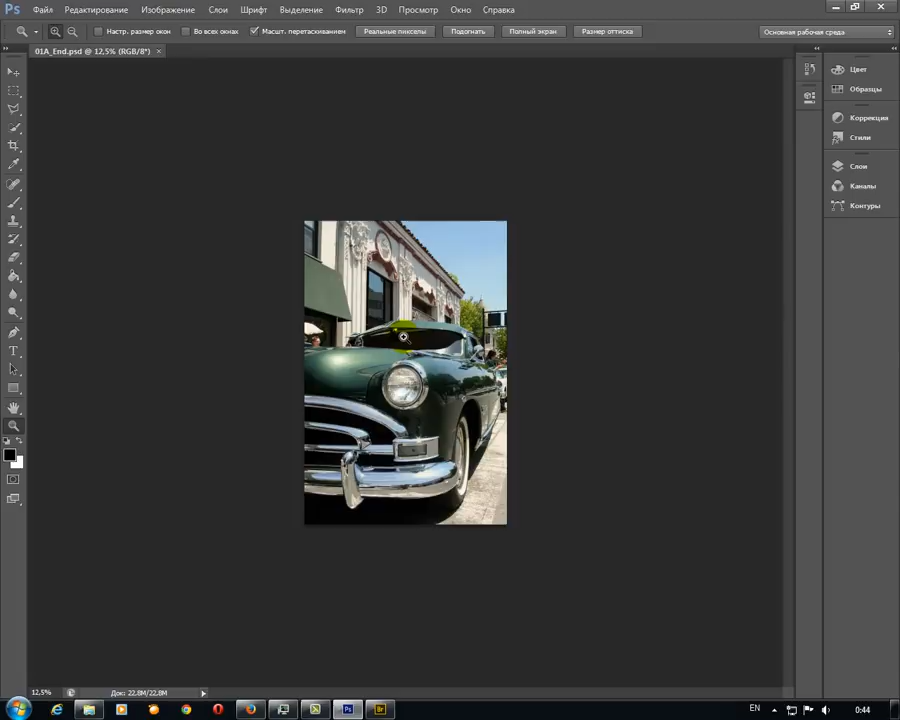 Ps Файл Редактирование Изображение Слои Шрифт Выделение Фильтр 3D Просмотр Окно Справка
Настр. размер окон Во всех окнах Масшт. перетаскиванием Реальные пикселы Подогнать Полный экран Размер оттиска Основная рабочая среда
01A_End.psd @ 12,5% (RGB/8*) ×
Цвет
Образцы
Коррекция
Стили
Слои
Каналы
Контуры
12,5% Док: 22,8M/22,8M
Ps Br EN 0:44